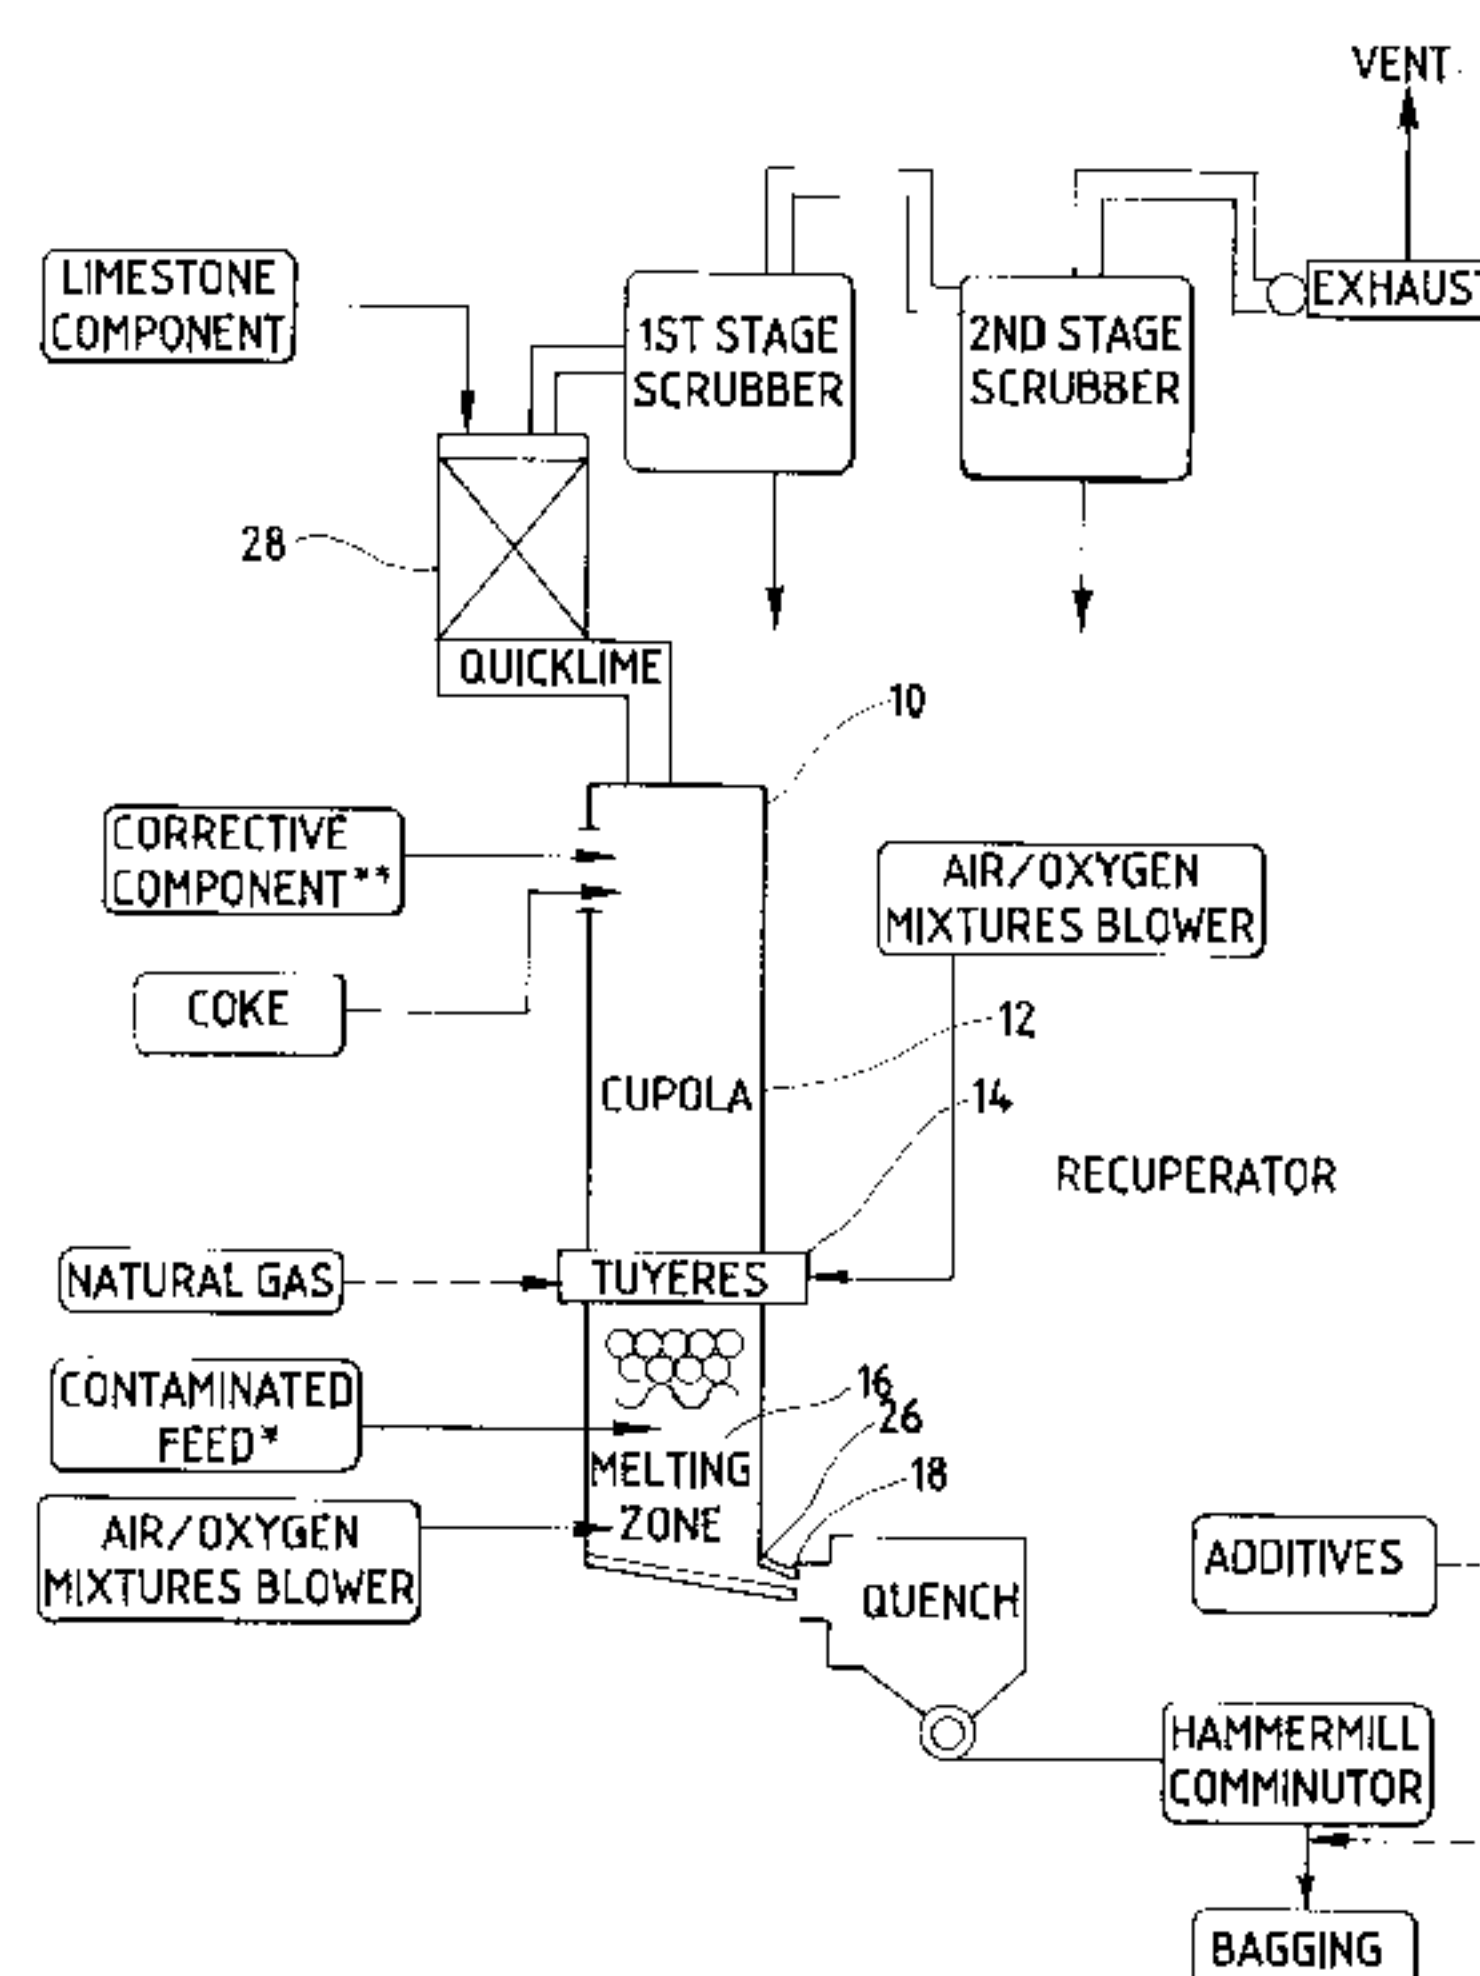 VENT
LIMESTONE
COMPONENT
1ST STAGE
SCRUBBER
2ND STAGE
SCRUBBER
EXHAUST
28
QUICKLIME
10
CORRECTIVE
COMPONENT**
AIR/OXYGEN
MIXTURES BLOWER
COKE
12
CUPOLA
14
RECUPERATOR
NATURAL GAS
TUYERES
CONTAMINATED
FEED*
16
26
MELTING
ZONE
18
AIR/OXYGEN
MIXTURES BLOWER
QUENCH
ADDITIVES
HAMMERMILL
COMMINUTOR
BAGGING